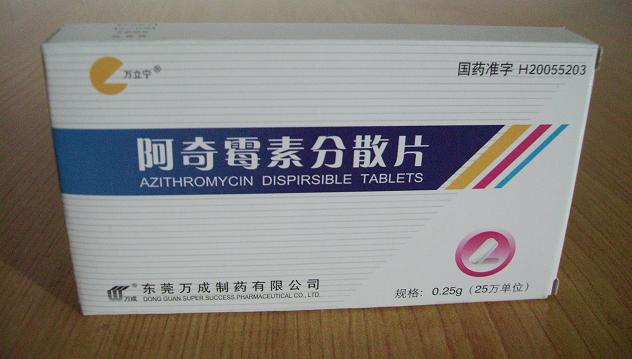 万立宁®
国药准字 H20055203
阿奇霉素分散片
AZITHROMYCIN DISPIRSIBLE TABLETS
万成
东莞万成制药有限公司
DONG GUAN SUPER SUCCESS PHARMACEUTICAL CO., LTD.
规格: 0.25g (25万单位)